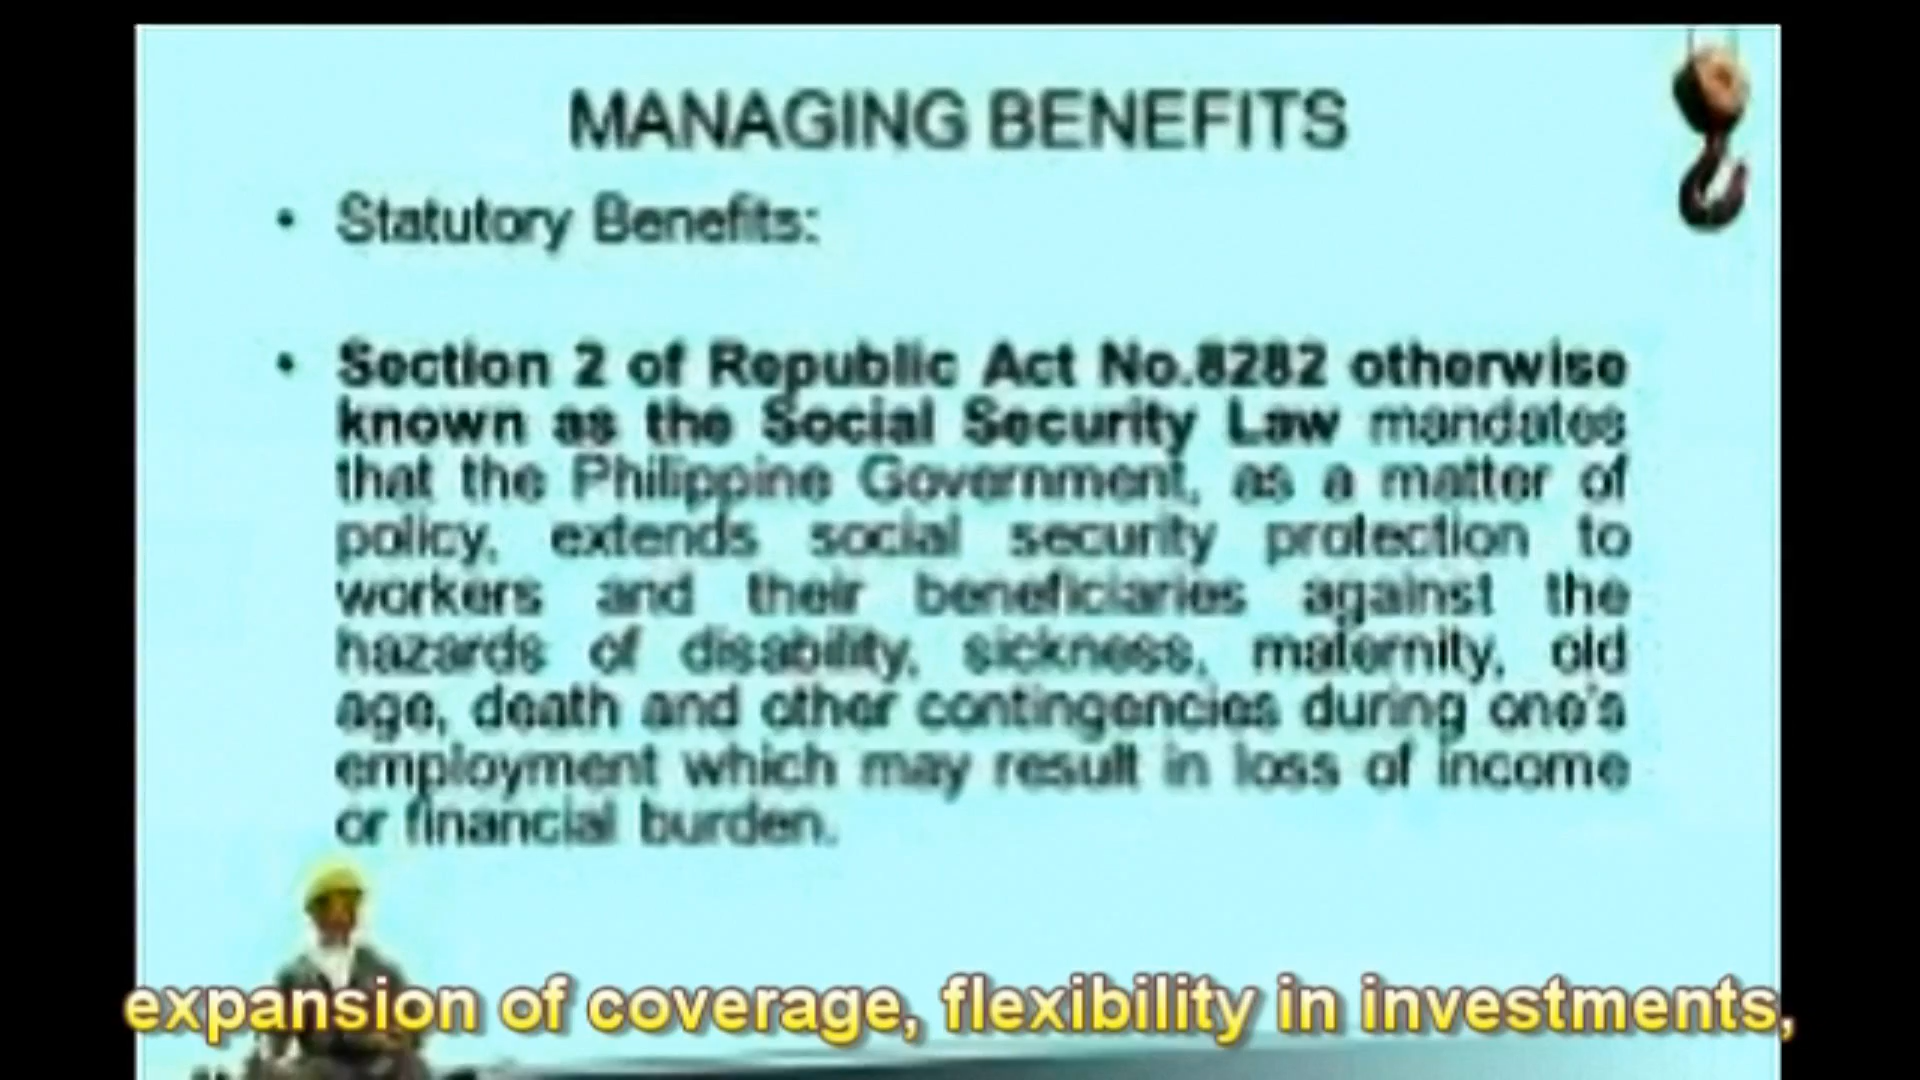 MANAGING BENEFITS
• Statutory Benefits:
• Section 2 of Republic Act No.8282 otherwise
known as the Social Security Law mandates
that the Philippine Government, as a matter of
policy, extends social security protection to
workers and their beneficiaries against the
hazards of disability, sickness, maternity, old
age, death and other contingencies during one's
employment which may result in loss of income
or financial burden.
expansion of coverage, flexibility in investments,